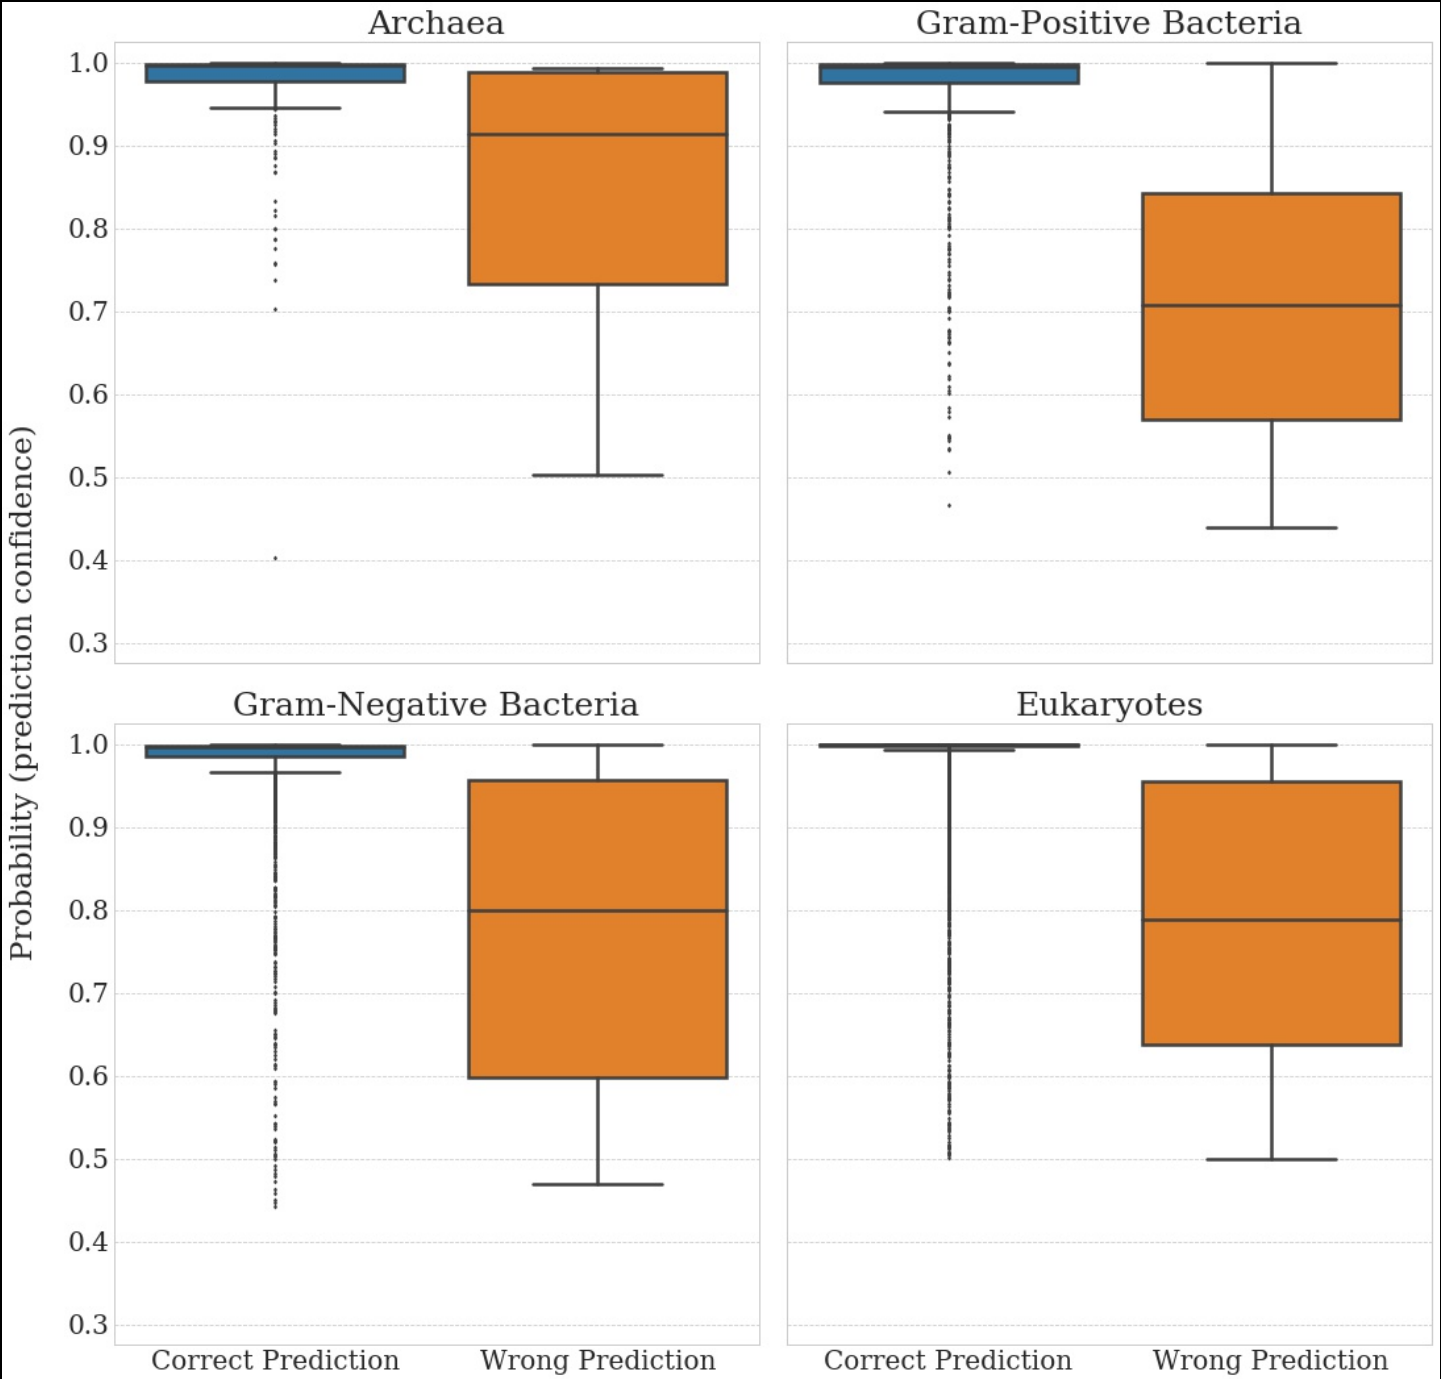 Archaea
Gram-Positive Bacteria
1.0
0.9
0.8
0.7
0.6
0.5
0.4
0.3
Probability (prediction confidence)
Gram-Negative Bacteria
Eukaryotes
1.0
0.9
0.8
0.7
0.6
0.5
0.4
0.3
Correct Prediction
Wrong Prediction
Correct Prediction
Wrong Prediction